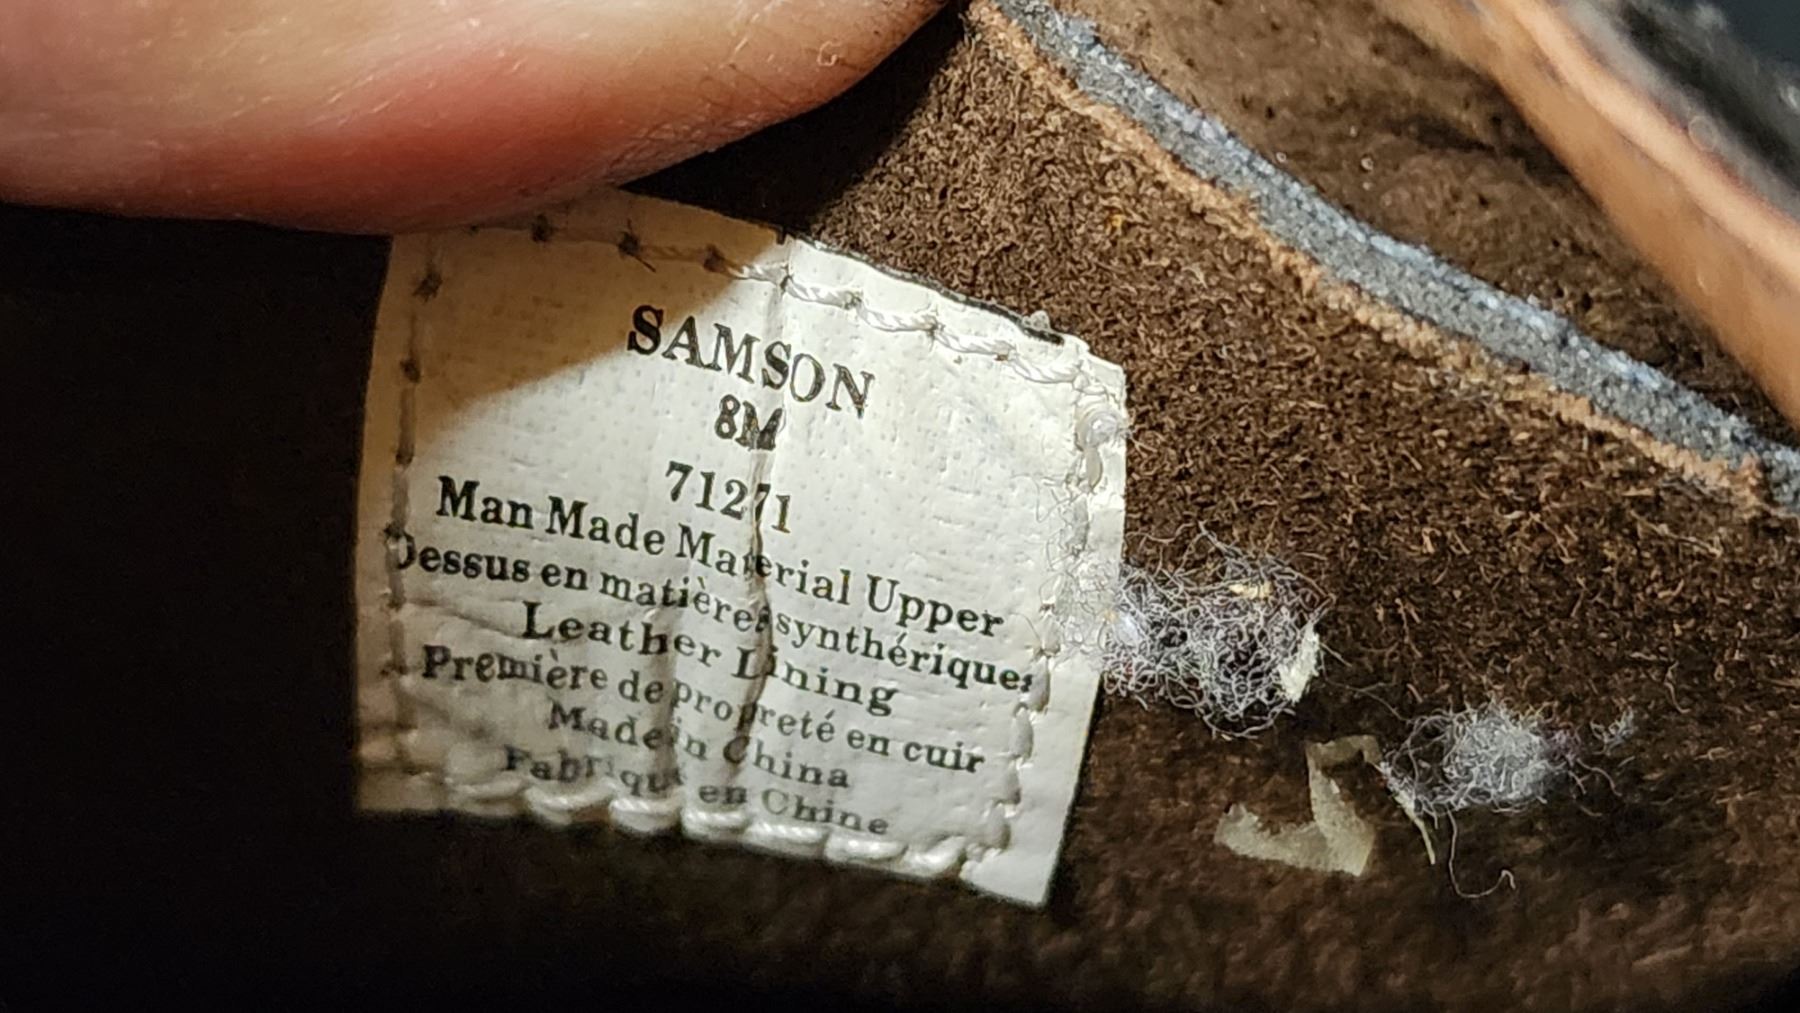 SAMSON
8M
71271
Man Made Material Upper
Dessus en matières synthériques
Leather Lining
Première de propreté en cuir
Made in China
Fabriqué en Chine